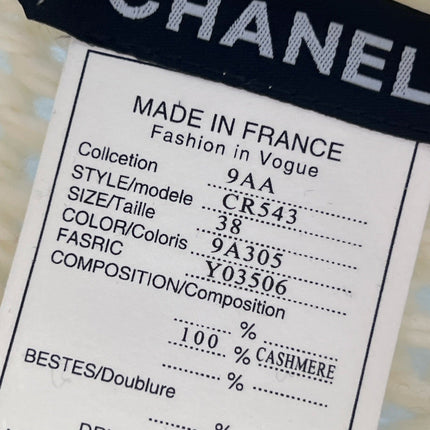 CHANEL
MADE IN FRANCE
Fashion in Vogue
Collcetion 9AA
STYLE/modele CR543
SIZE/Taille 38
COLOR/Coloris 9A305
FASRIC Y03506
COMPOSITION/Composition
%
100 % CASHMERE
%
BESTES/Doublure
%